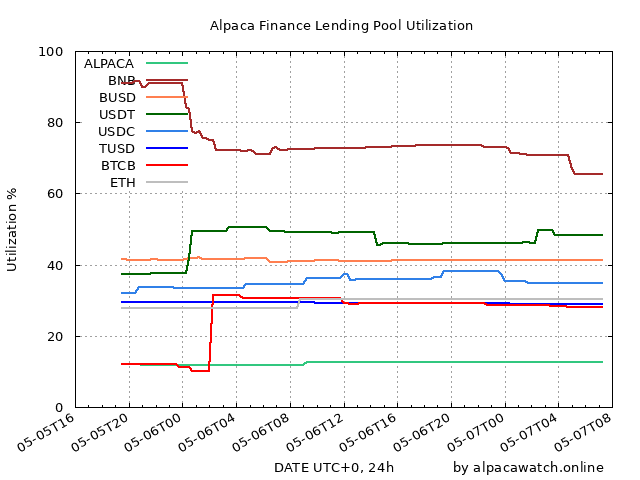 Alpaca Finance Lending Pool Utilization
100
80
60
40
20
0
Utilization %
ALPACA
BNB
BUSD
USDT
USDC
TUSD
BTCB
ETH
05-05T16
05-05T20
05-06T00
05-06T04
05-06T08
05-06T12
05-06T16
05-06T20
05-07T00
05-07T04
05-07T08
DATE UTC+0, 24h
by alpacawatch.online